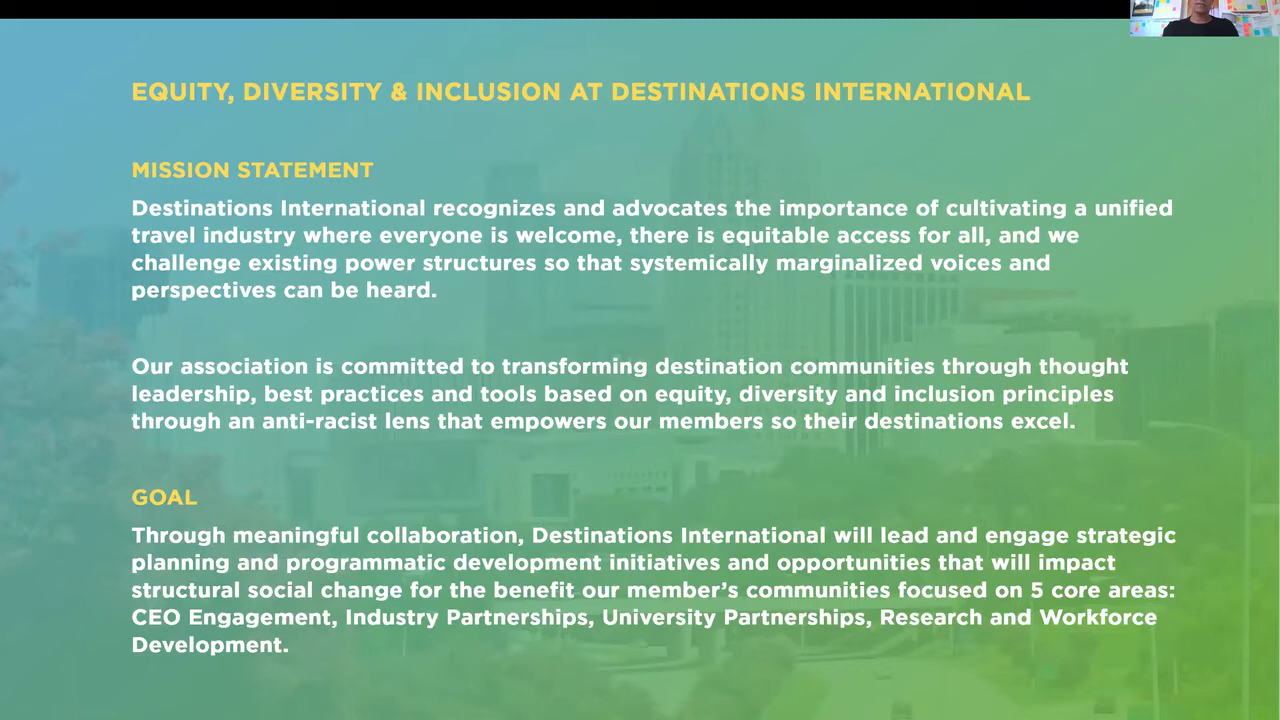 EQUITY, DIVERSITY & INCLUSION AT DESTINATIONS INTERNATIONAL
MISSION STATEMENT
Destinations International recognizes and advocates the importance of cultivating a unified
travel industry where everyone is welcome, there is equitable access for all, and we
challenge existing power structures so that systemically marginalized voices and
perspectives can be heard.
Our association is committed to transforming destination communities through thought
leadership, best practices and tools based on equity, diversity and inclusion principles
through an anti-racist lens that empowers our members so their destinations excel.
GOAL
Through meaningful collaboration, Destinations International will lead and engage strategic
planning and programmatic development initiatives and opportunities that will impact
structural social change for the benefit our member's communities focused on 5 core areas:
CEO Engagement, Industry Partnerships, University Partnerships, Research and Workforce
Development.